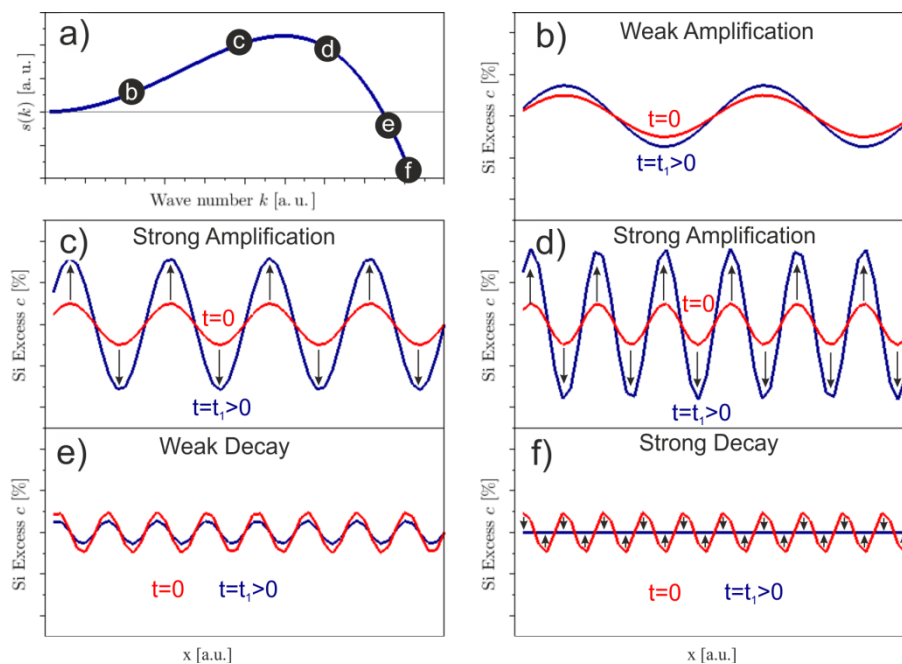 a)
b
c
d
e
f
s(k) [a. u.]
Wave number k [a. u.]
b)
Weak Amplification
Si Excess c [%]
t=0
t=t₁>0
c)
Strong Amplification
Si Excess c [%]
t=0
t=t₁>0
d)
Strong Amplification
Si Excess c [%]
t=0
t=t₁>0
e)
Weak Decay
Si Excess c [%]
t=0 t=t₁>0
x [a.u.]
f)
Strong Decay
Si Excess c [%]
t=0 t=t₁>0
x [a.u.]